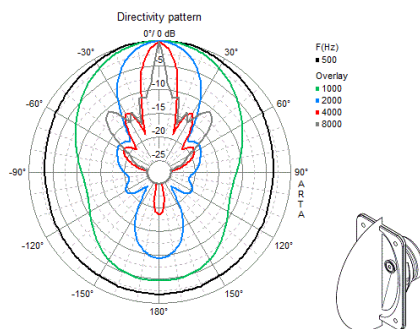 Directivity pattern
0°/ 0 dB
-30°
30°
-5
-60°
60°
-10
-15
-20
-25
-90°
90°
-120°
120°
-150°
150°
180°
A
R
T
A
F(Hz)
500
Overlay
1000
2000
4000
8000